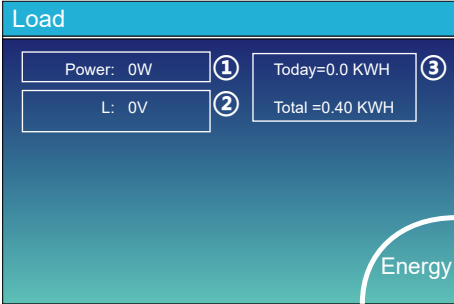 Load
Power: 0W ①
L: 0V ②
Today=0.0 KWH ③
Total =0.40 KWH
Energy